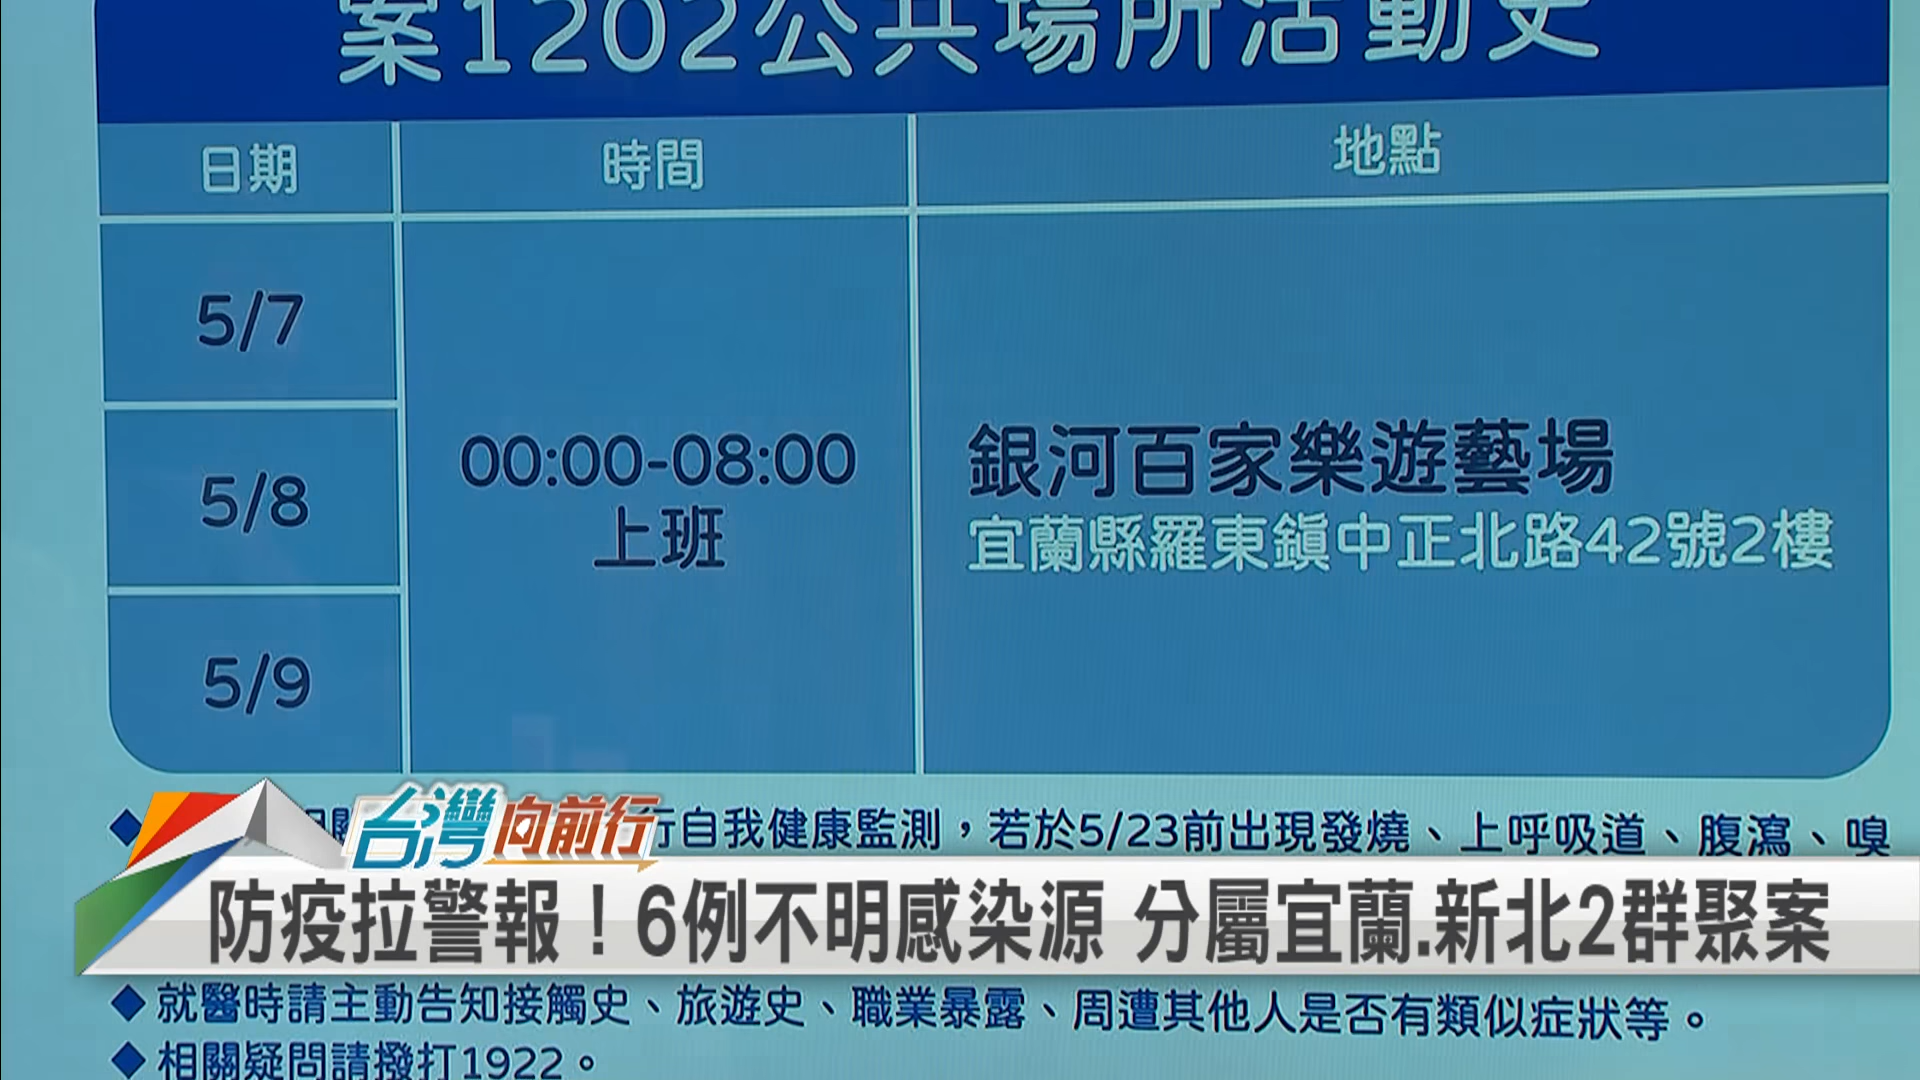 案1202公共場所活動史
日期 時間 地點
5/7
5/8
5/9
00:00-08:00
上班
銀河百家樂遊藝場
宜蘭縣羅東鎮中正北路42號2樓
行自我健康監測，若於5/23前出現發燒、上呼吸道、腹瀉、嗅
台灣向前行
防疫拉警報！6例不明感染源 分屬宜蘭.新北2群聚案
◆就醫時請主動告知接觸史、旅遊史、職業暴露、周遭其他人是否有類似症狀等。
◆相關疑問請撥打1922。